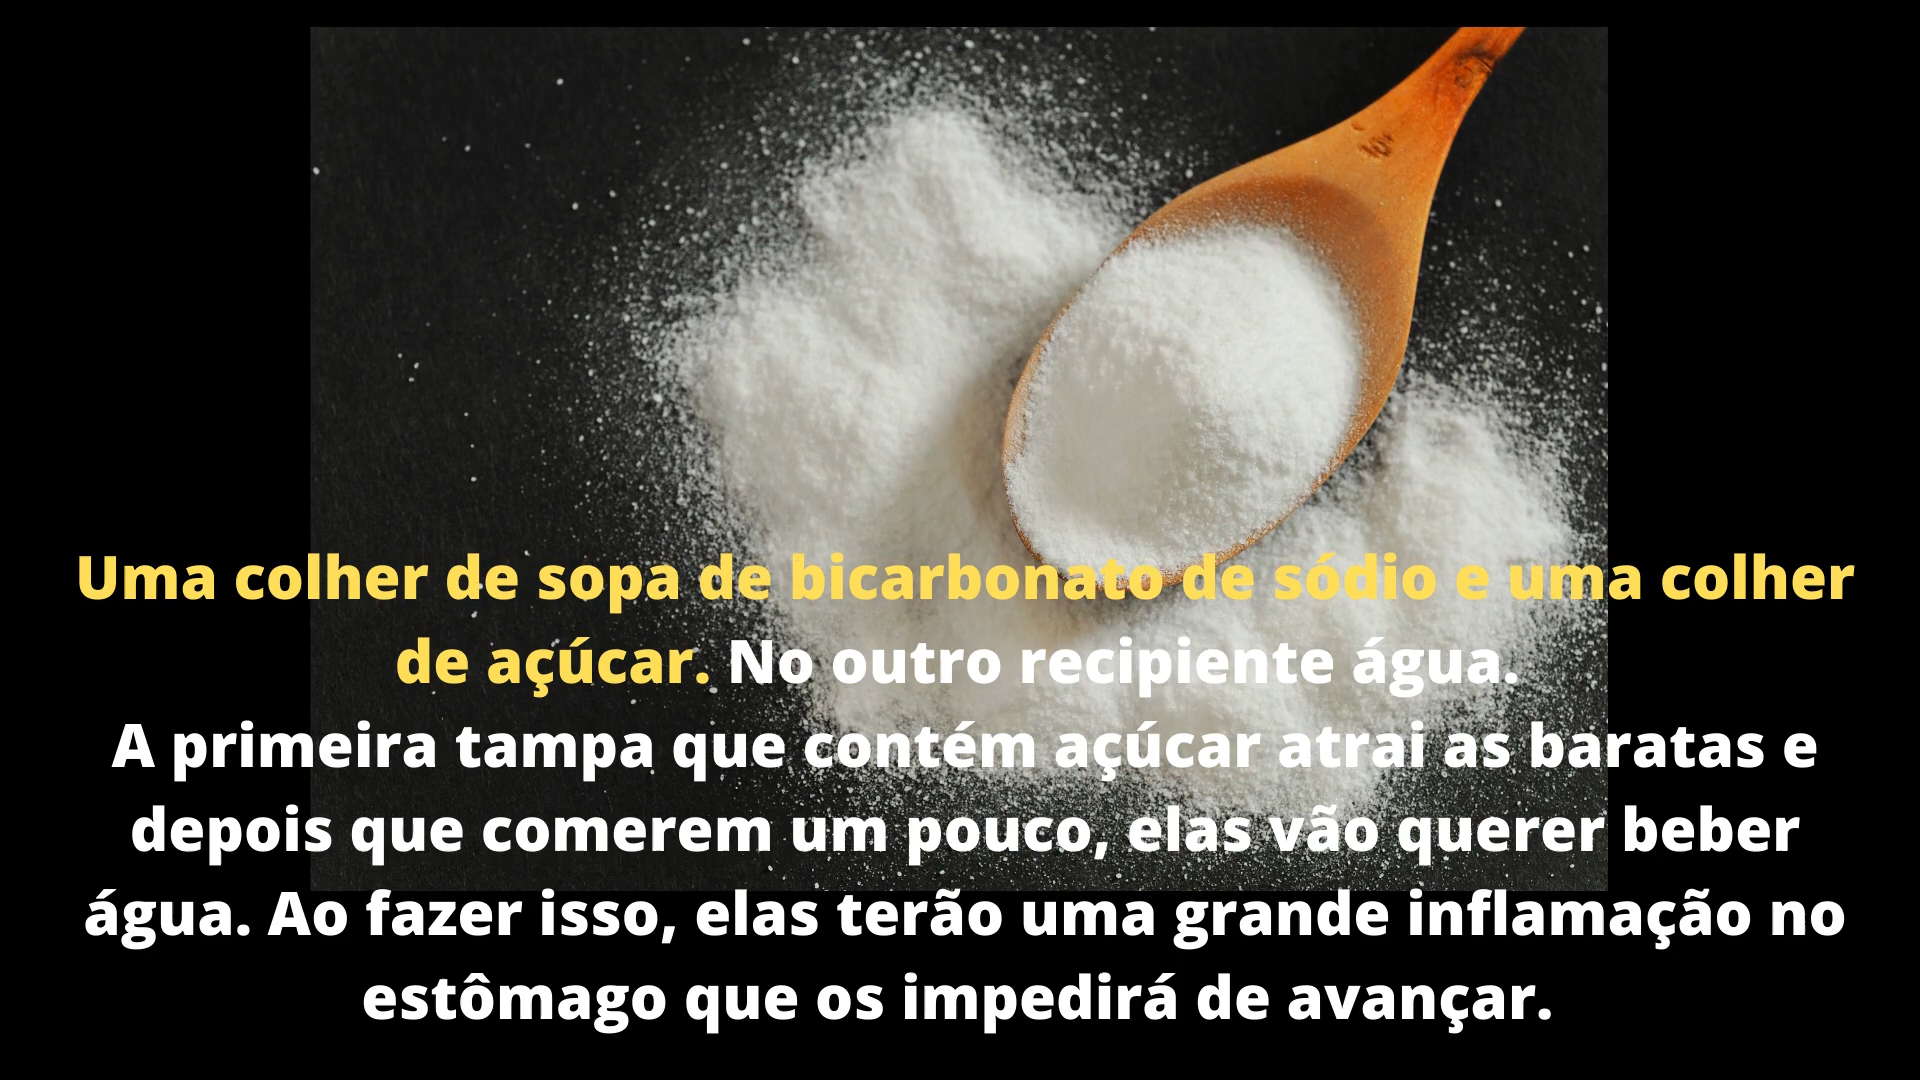 Uma colher de sopa de bicarbonato de sódio e uma colher
de açúcar. No outro recipiente água.
A primeira tampa que contém açúcar atrai as baratas e
depois que comerem um pouco, elas vão querer beber
água. Ao fazer isso, elas terão uma grande inflamação no
estômago que os impedirá de avançar.